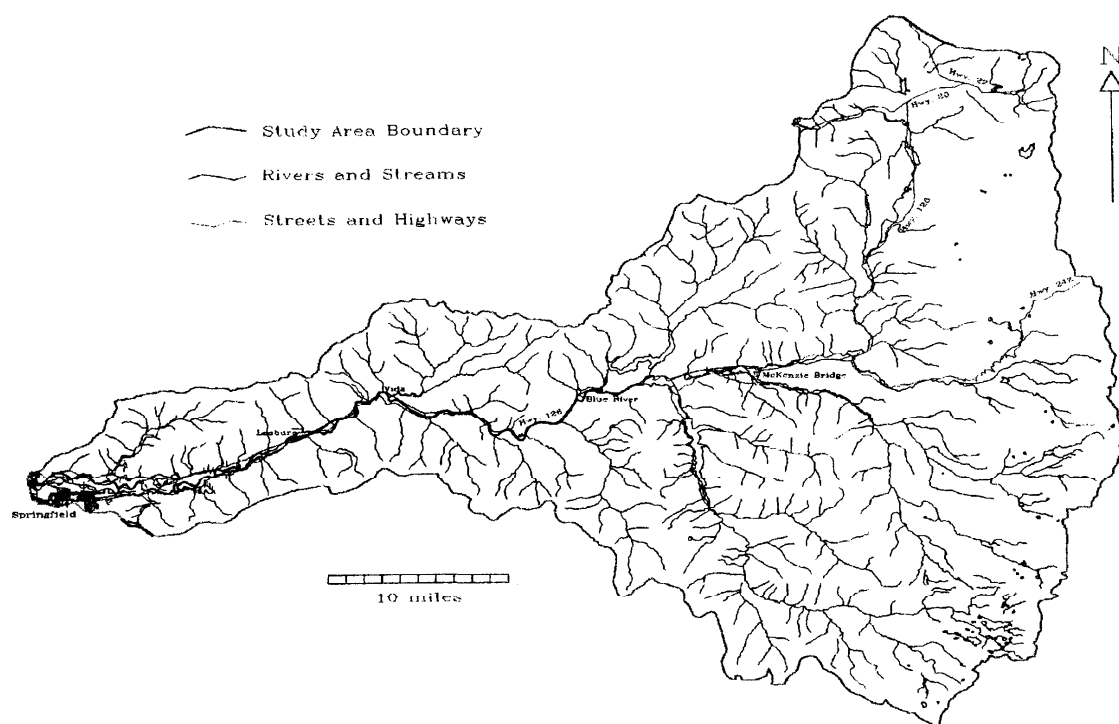 N
Hwy. 22
Hwy. 20
Study Area Boundary
Rivers and Streams
Streets and Highways
Hwy. 126
Hwy. 242
McKenzie Bridge
Vida
Blue River
Hwy. 126
Leaburg
Springfield
10 miles